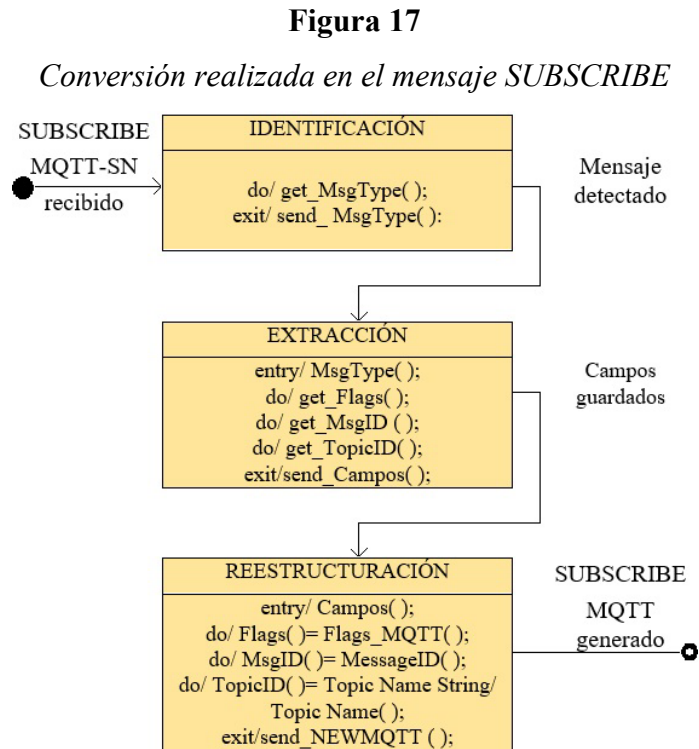 Figura 17
Conversión realizada en el mensaje SUBSCRIBE
SUBSCRIBE
MQTT-SN
recibido
IDENTIFICACIÓN
do/ get_MsgType( );
exit/ send_ MsgType( ):
Mensaje
detectado
EXTRACCIÓN
entry/ MsgType( );
do/ get_Flags( );
do/ get_MsgID ( );
do/ get_TopicID( );
exit/send_Campos( );
Campos
guardados
REESTRUCTURACIÓN
entry/ Campos( );
do/ Flags( )= Flags_MQTT( );
do/ MsgID( )= MessageID( );
do/ TopicID( )= Topic Name String/
Topic Name( );
exit/send_NEWMQTT ( );
SUBSCRIBE
MQTT
generado